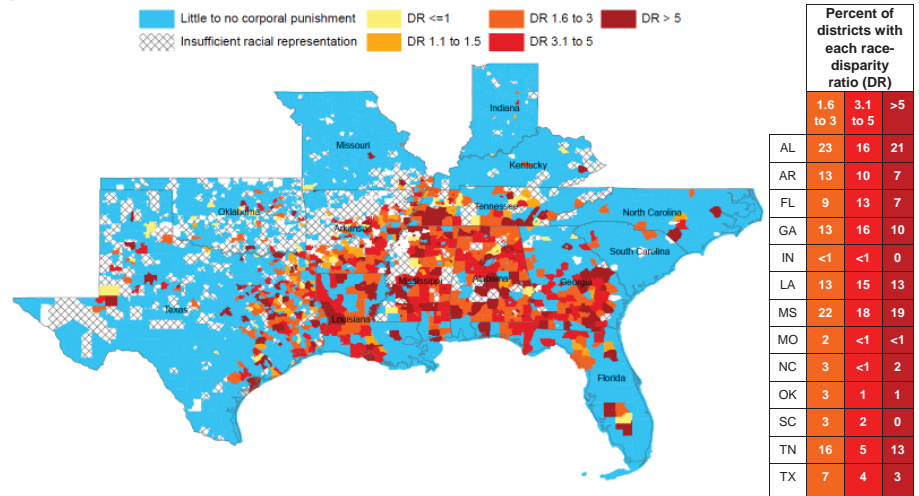 Little to no corporal punishment
DR <=1
DR 1.6 to 3
DR > 5
Insufficient racial representation
DR 1.1 to 1.5
DR 3.1 to 5
Indiana
Missouri
Kentucky
Oklahoma
Tennessee
North Carolina
Arkansas
South Carolina
Mississippi
Alabama
Georgia
Texas
Louisiana
Florida
Percent of
districts with
each race-
disparity
ratio (DR)
1.6 to 3 3.1 to 5 >5
AL 23 16 21
AR 13 10 7
FL 9 13 7
GA 13 16 10
IN <1 <1 0
LA 13 15 13
MS 22 18 19
MO 2 <1 <1
NC 3 <1 2
OK 3 1 1
SC 3 2 0
TN 16 5 13
TX 7 4 3